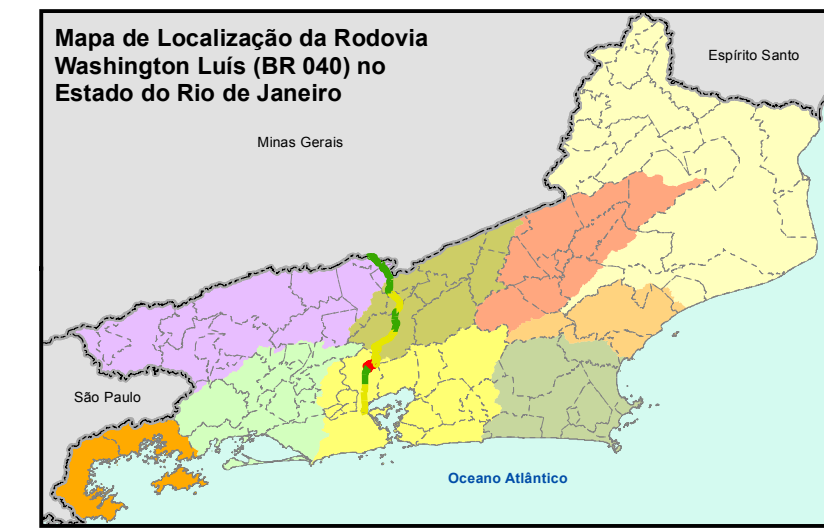 Mapa de Localização da Rodovia
Washington Luís (BR 040) no
Estado do Rio de Janeiro
Espírito Santo
Minas Gerais
São Paulo
Oceano Atlântico